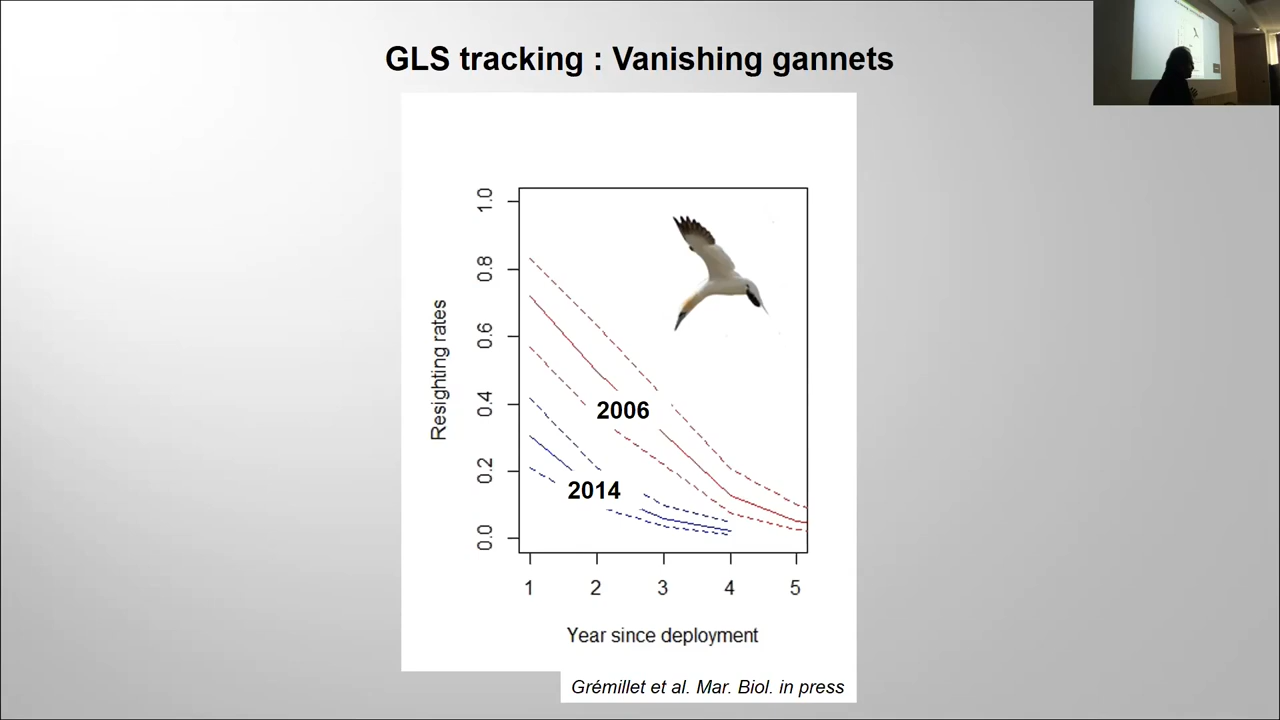 GLS tracking : Vanishing gannets
1.0
0.8
0.6
0.4
0.2
0.0
Resighting rates
2006
2014
1 2 3 4 5
Year since deployment
Grémillet et al. Mar. Biol. in press